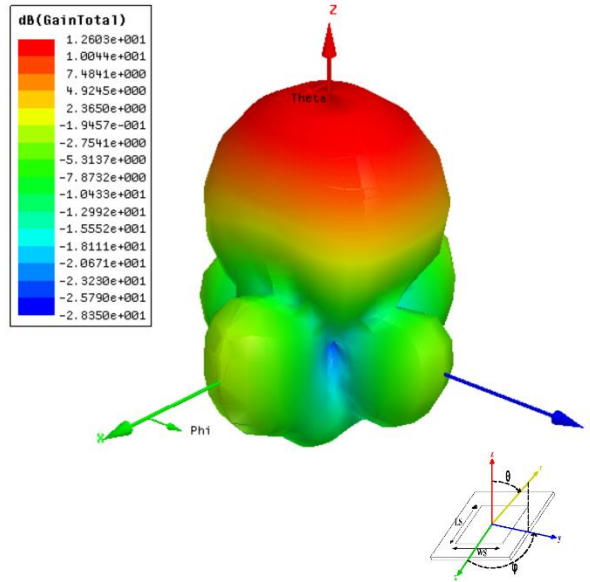 dB(GainTotal)
1.2603e+001
1.0044e+001
7.4841e+000
4.9245e+000
2.3650e+000
-1.9457e-001
-2.7541e+000
-5.3137e+000
-7.8732e+000
-1.0433e+001
-1.2992e+001
-1.5552e+001
-1.8111e+001
-2.0671e+001
-2.3230e+001
-2.5790e+001
-2.8350e+001
Z
Theta
X
Phi
z
θ
LS
WS
y
φ
x